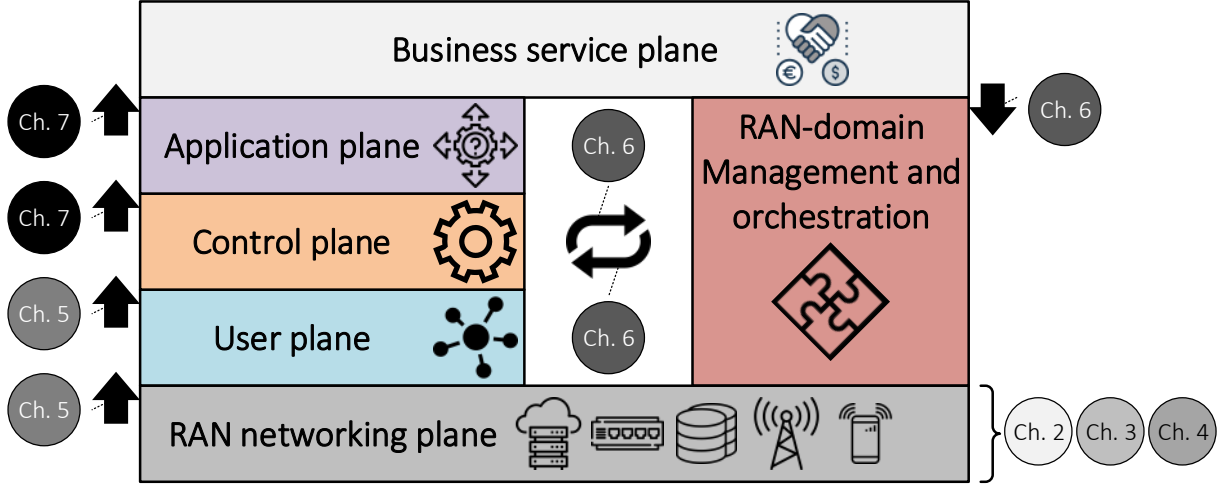 Business service plane
€ $
Ch. 7
Application plane
?
Ch. 6
RAN-domain
Management and
orchestration
Ch. 6
Ch. 7
Control plane
Ch. 5
User plane
Ch. 6
Ch. 5
RAN networking plane
Ch. 2
Ch. 3
Ch. 4